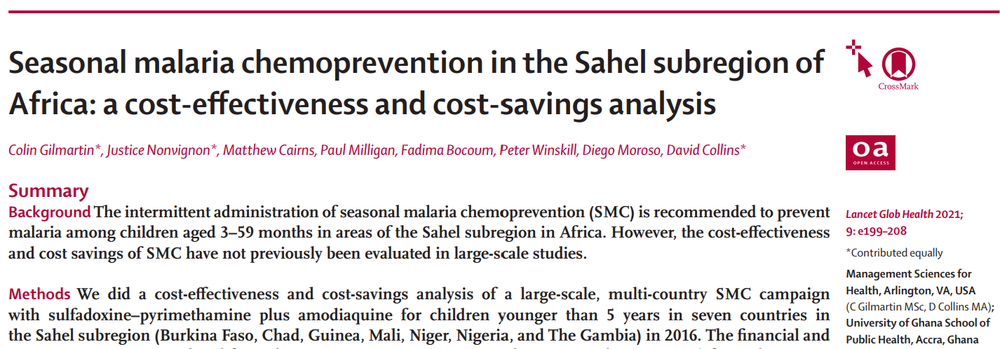 Seasonal malaria chemoprevention in the Sahel subregion of
Africa: a cost-effectiveness and cost-savings analysis
Colin Gilmartin*, Justice Nonvignon*, Matthew Cairns, Paul Milligan, Fadima Bocoum, Peter Winskill, Diego Moroso, David Collins*
Summary
Background The intermittent administration of seasonal malaria chemoprevention (SMC) is recommended to prevent
malaria among children aged 3–59 months in areas of the Sahel subregion in Africa. However, the cost-effectiveness
and cost savings of SMC have not previously been evaluated in large-scale studies.
Methods We did a cost-effectiveness and cost-savings analysis of a large-scale, multi-country SMC campaign
with sulfadoxine–pyrimethamine plus amodiaquine for children younger than 5 years in seven countries in
the Sahel subregion (Burkina Faso, Chad, Guinea, Mali, Niger, Nigeria, and The Gambia) in 2016. The financial and
CrossMark
oa
OPEN ACCESS
Lancet Glob Health 2021;
9: e199–208
*Contributed equally
Management Sciences for
Health, Arlington, VA, USA
(C Gilmartin MSc, D Collins MA);
University of Ghana School of
Public Health, Accra, Ghana